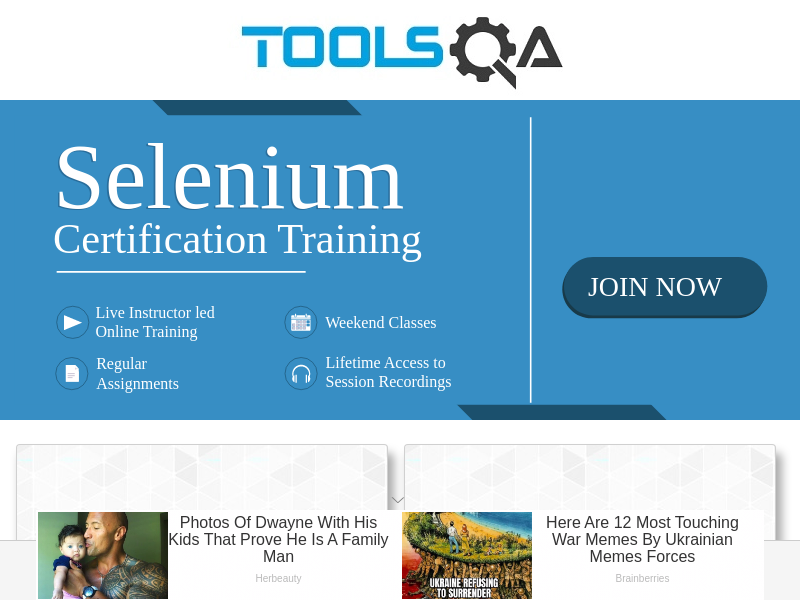 TOOLSQA
Selenium
Certification Training
JOIN NOW
Live Instructor led
Online Training
Weekend Classes
Regular
Assignments
Lifetime Access to
Session Recordings
Photos Of Dwayne With His
Kids That Prove He Is A Family
Man
Herbeauty
UKRAINE REFUSING
TO SURRENDER
Here Are 12 Most Touching
War Memes By Ukrainian
Memes Forces
Brainberries